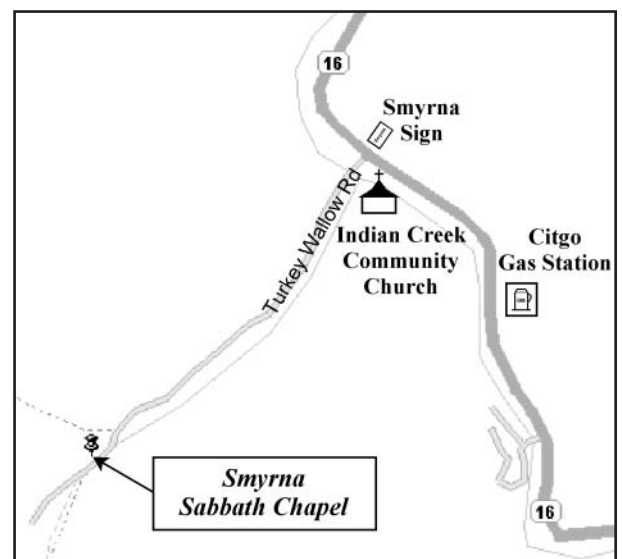 16
Smyrna
Sign
Turkey Wallow Rd
Indian Creek
Community
Church
Citgo
Gas Station
Smyrna
Sabbath Chapel
16